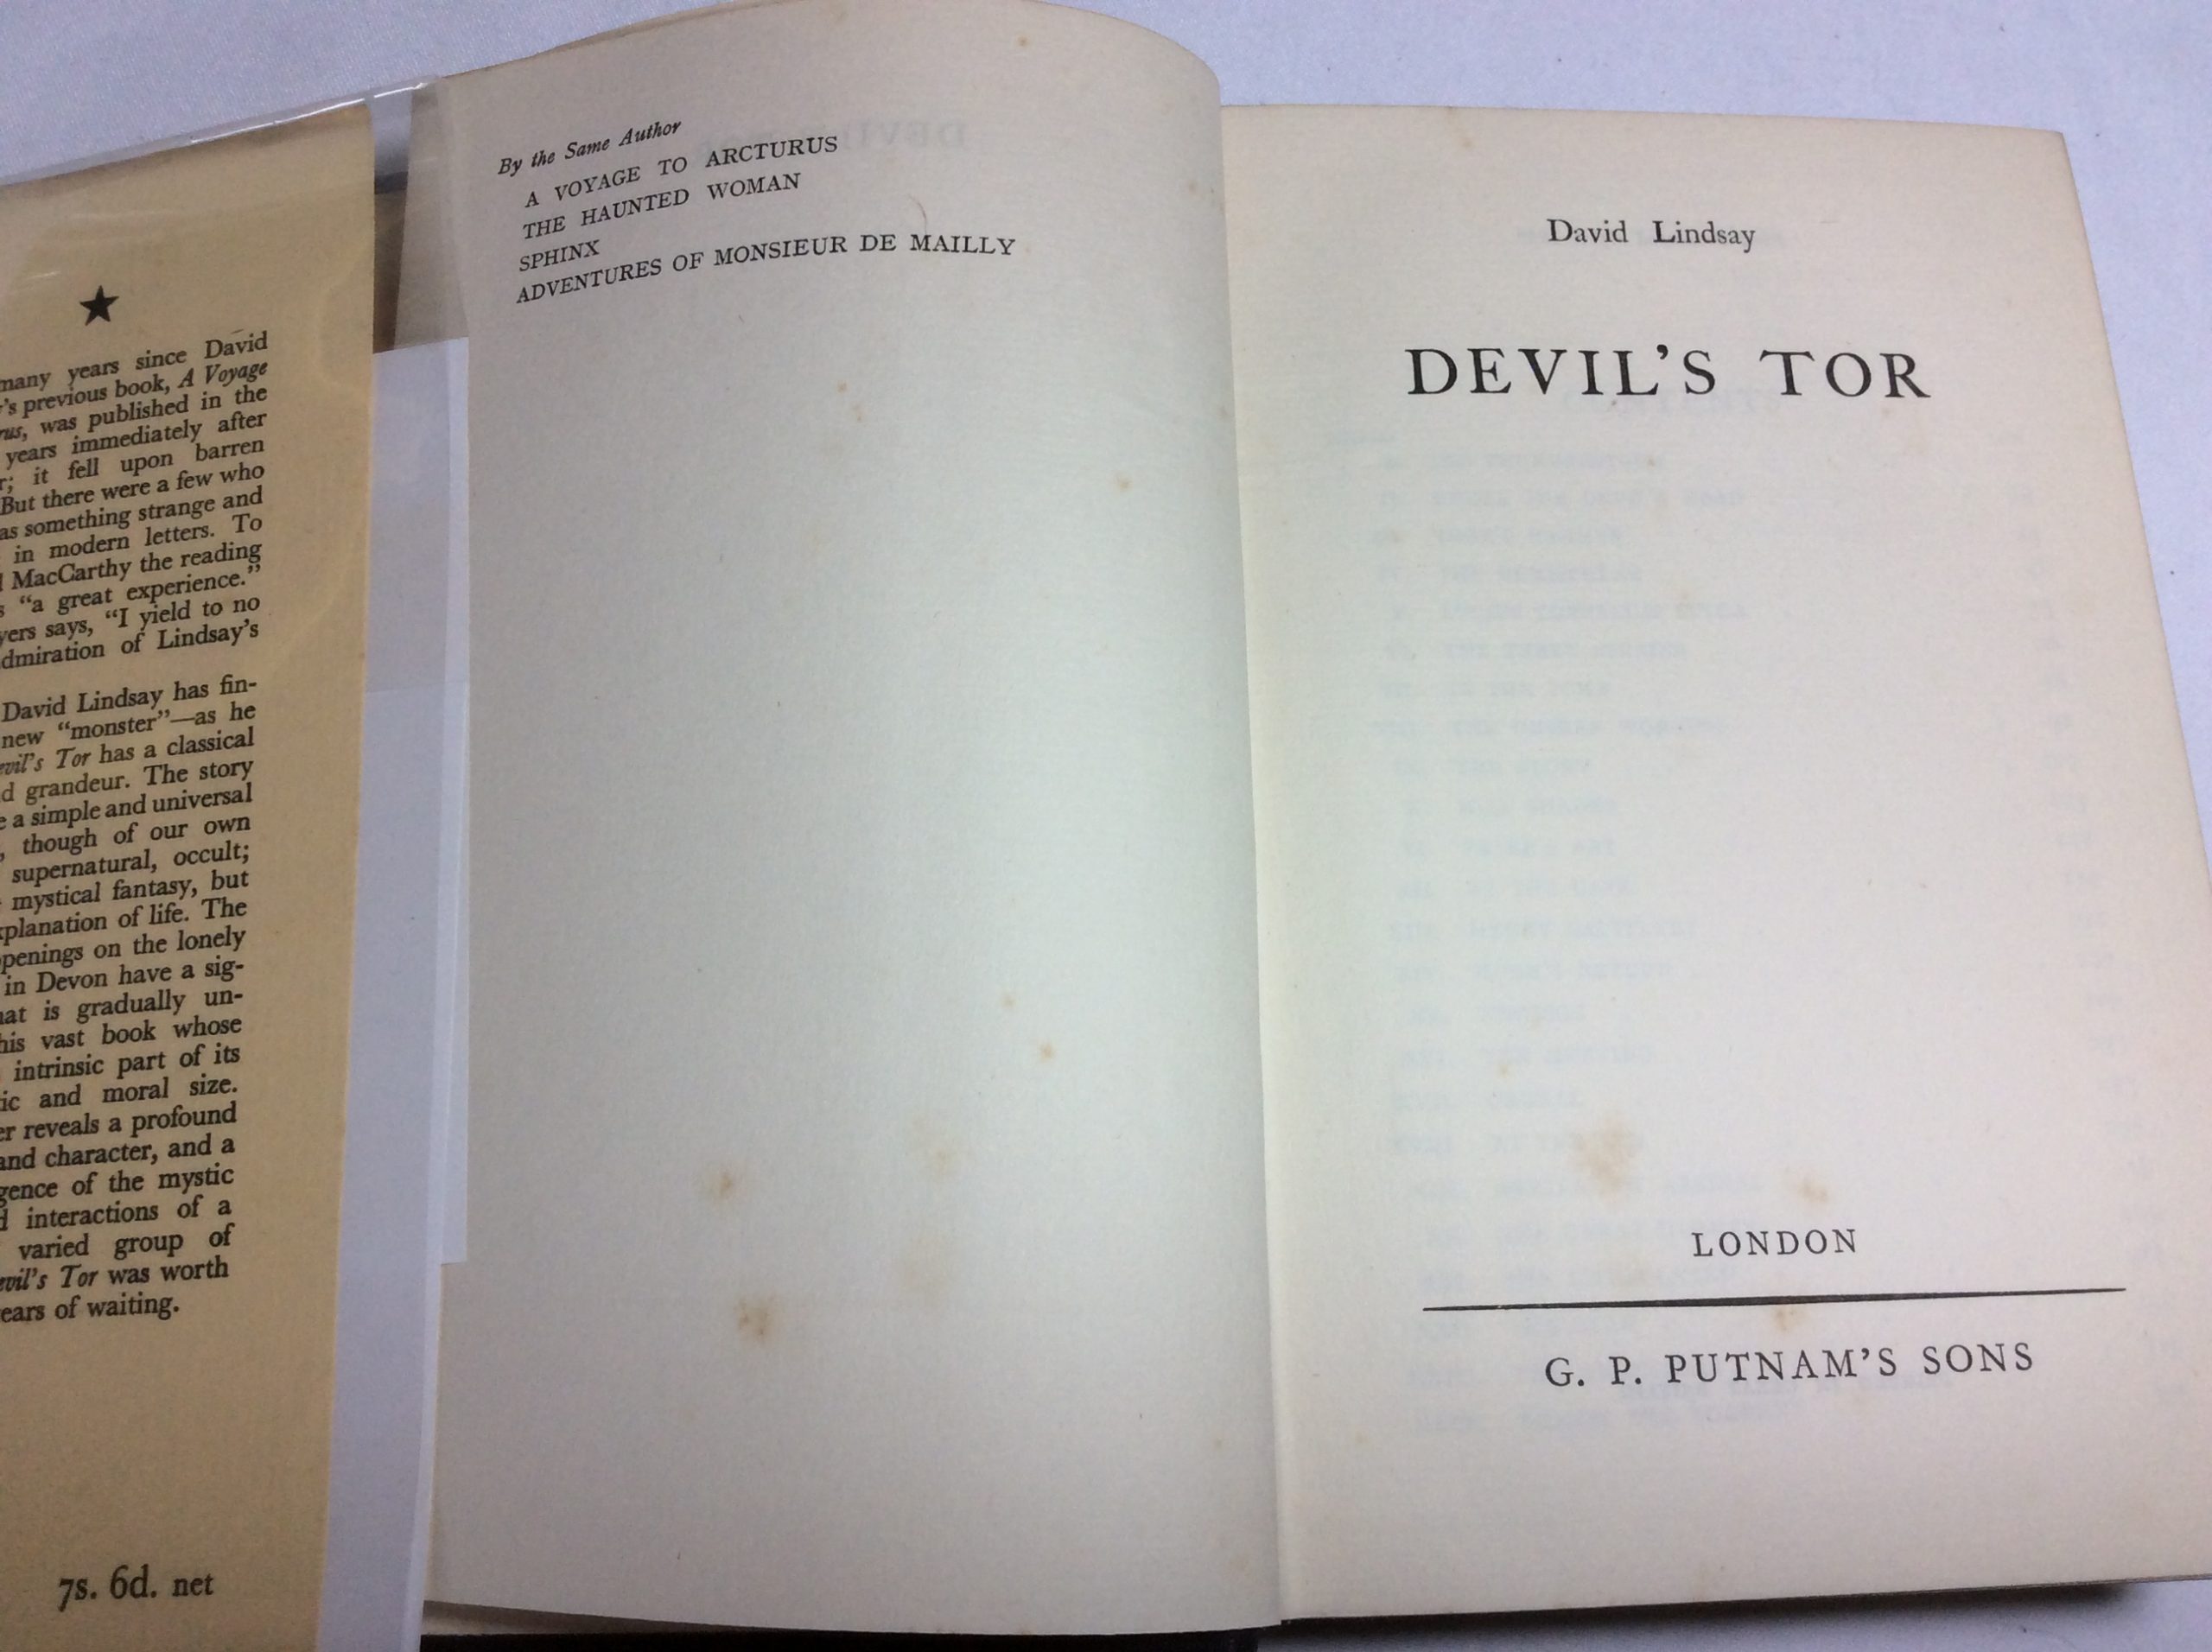 ★
many years since David
's previous book, A Voyage
rus, was published in the
years immediately after
r; it fell upon barren
But there were a few who
as something strange and
in modern letters. To
MacCarthy the reading
s "a great experience."
yers says, "I yield to no
dmiration of Lindsay's
David Lindsay has fin-
new "monster"—as he
evil's Tor has a classical
d grandeur. The story
e a simple and universal
, though of our own
supernatural, occult;
mystical fantasy, but
xplanation of life. The
ppenings on the lonely
in Devon have a sig-
hat is gradually un-
his vast book whose
intrinsic part of its
ic and moral size.
er reveals a profound
and character, and a
gence of the mystic
d interactions of a
varied group of
evil's Tor was worth
ears of waiting.
7s. 6d. net
By the Same Author
A VOYAGE TO ARCTURUS
THE HAUNTED WOMAN
SPHINX
ADVENTURES OF MONSIEUR DE MAILLY
David Lindsay
DEVIL'S TOR
LONDON
G. P. PUTNAM'S SONS